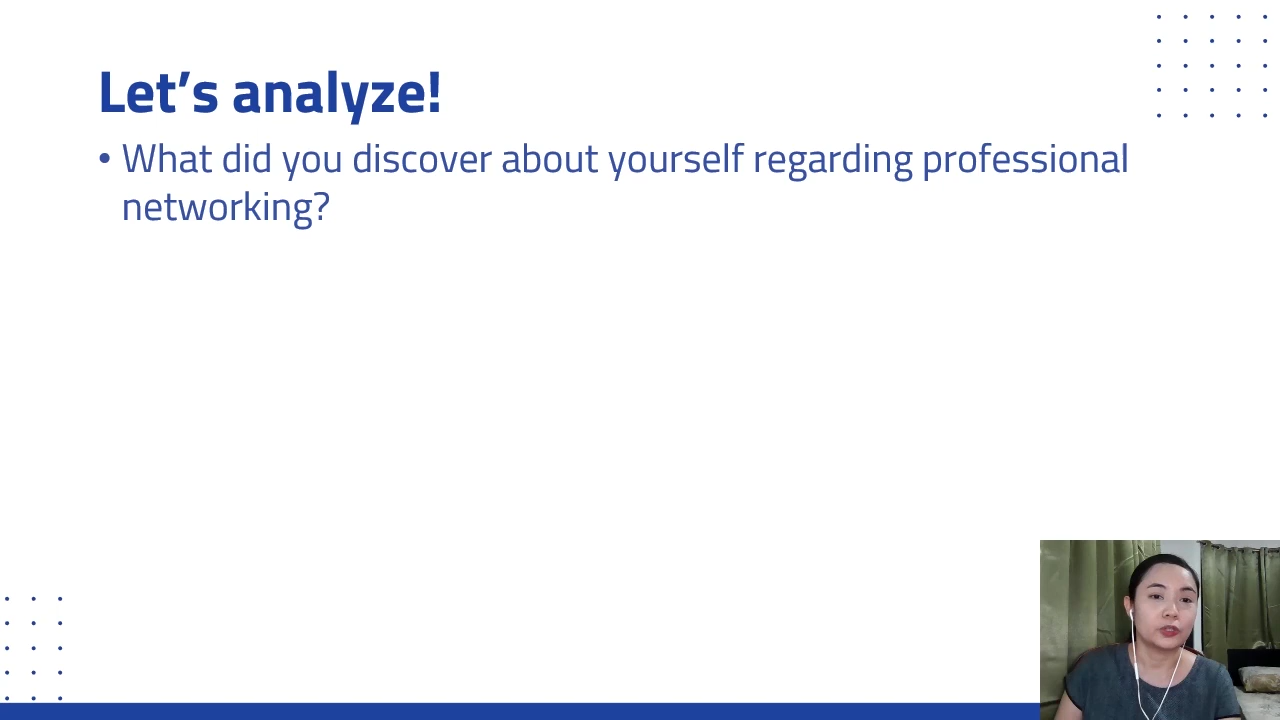 Let’s analyze!
• What did you discover about yourself regarding professional
networking?